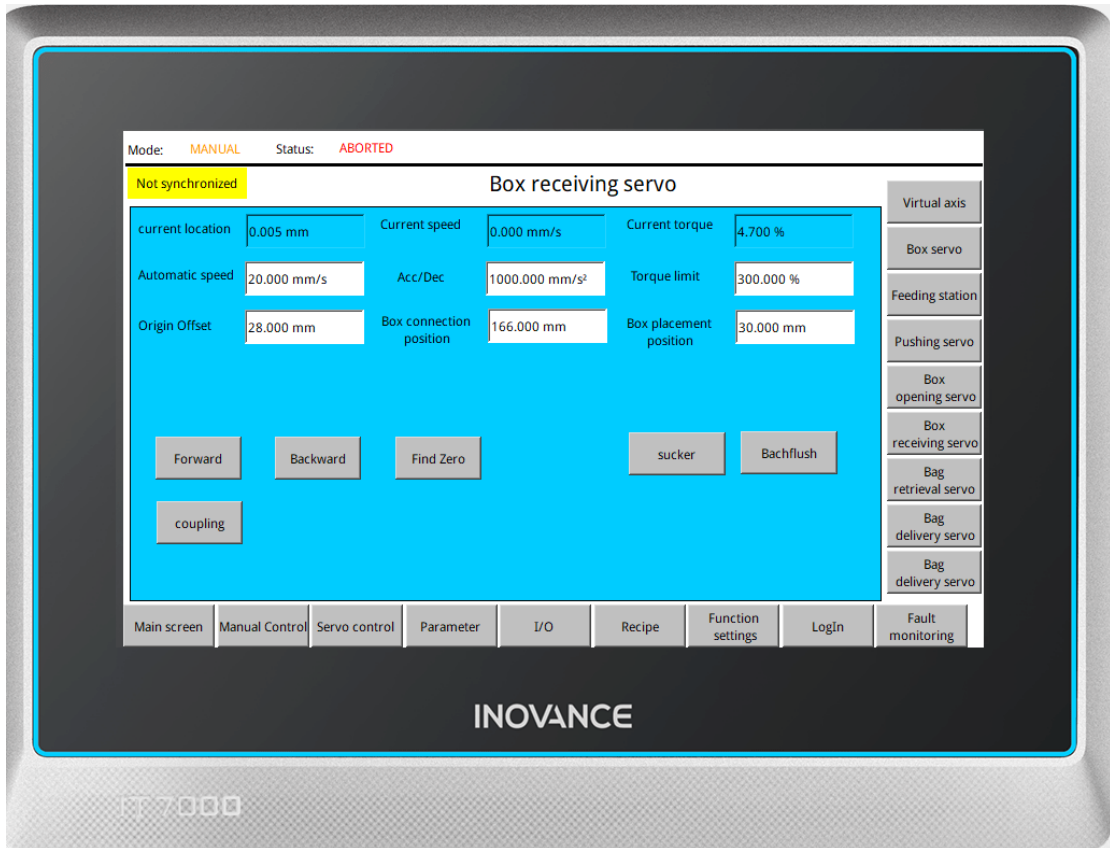 Mode: MANUAL Status: ABORTED
Not synchronized
Box receiving servo
current location 0.005 mm Current speed 0.000 mm/s Current torque 4.700 %
Automatic speed 20.000 mm/s Acc/Dec 1000.000 mm/s² Torque limit 300.000 %
Origin Offset 28.000 mm Box connection position 166.000 mm Box placement position 30.000 mm
Forward Backward Find Zero sucker Bachflush
coupling
Virtual axis
Box servo
Feeding station
Pushing servo
Box
opening servo
Box
receiving servo
Bag
retrieval servo
Bag
delivery servo
Bag
delivery servo
Main screen Manual Control Servo control Parameter I/O Recipe Function settings LogIn Fault monitoring
INOVANCE
IT 7000